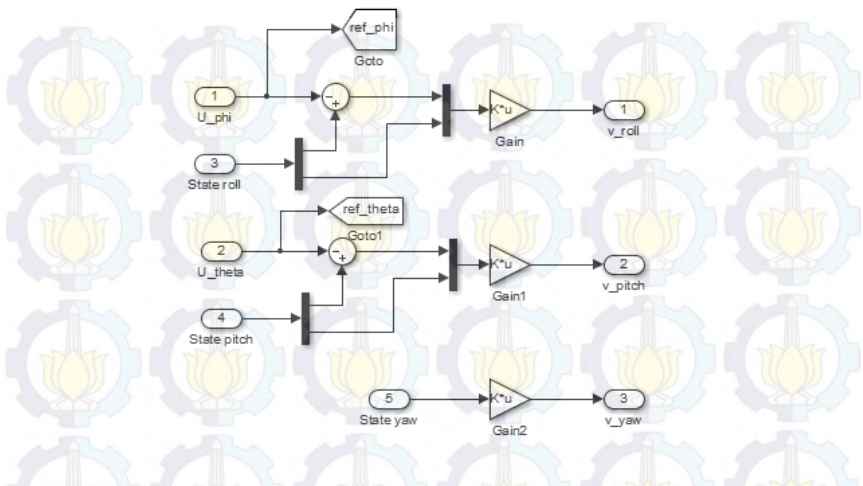 ref_phi
Goto
1
U_phi
-
+
K*u
Gain
1
v_roll
3
State roll
ref_theta
Goto1
2
U_theta
-
+
K*u
Gain1
2
v_pitch
4
State pitch
5
State yaw
K*u
Gain2
3
v_yaw